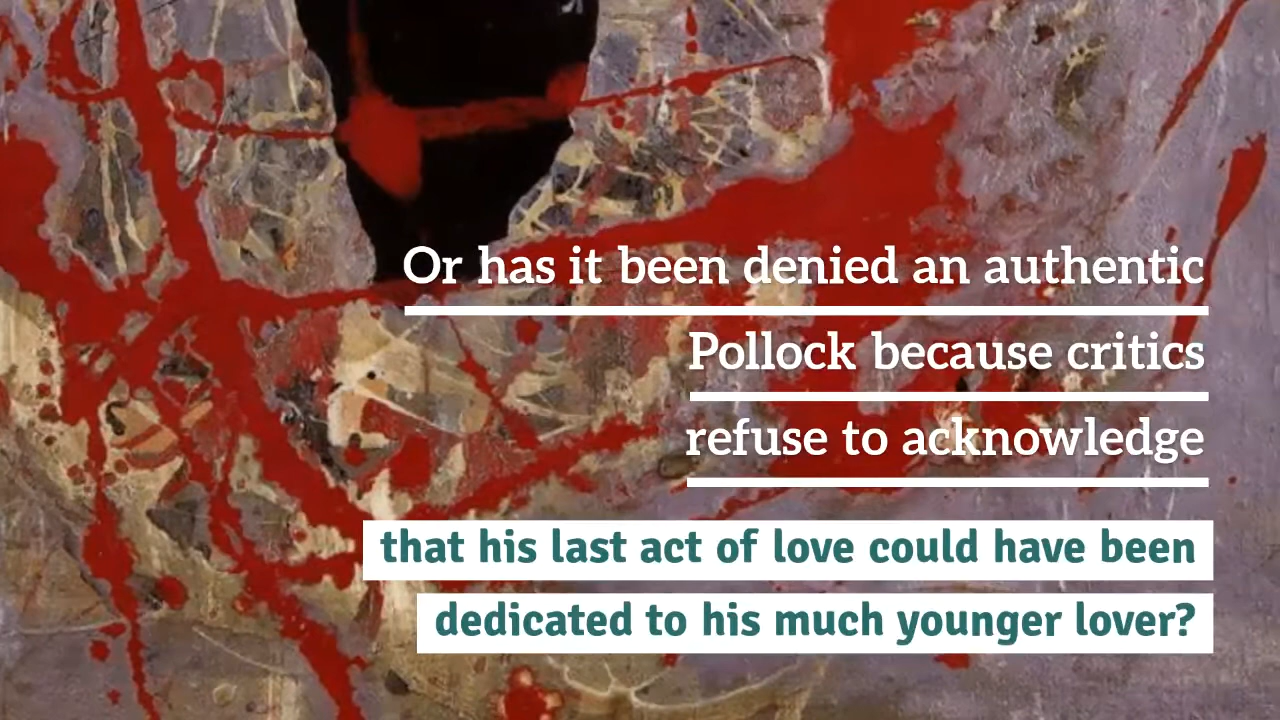 Or has it been denied an authentic
Pollock because critics
refuse to acknowledge
that his last act of love could have been
dedicated to his much younger lover?